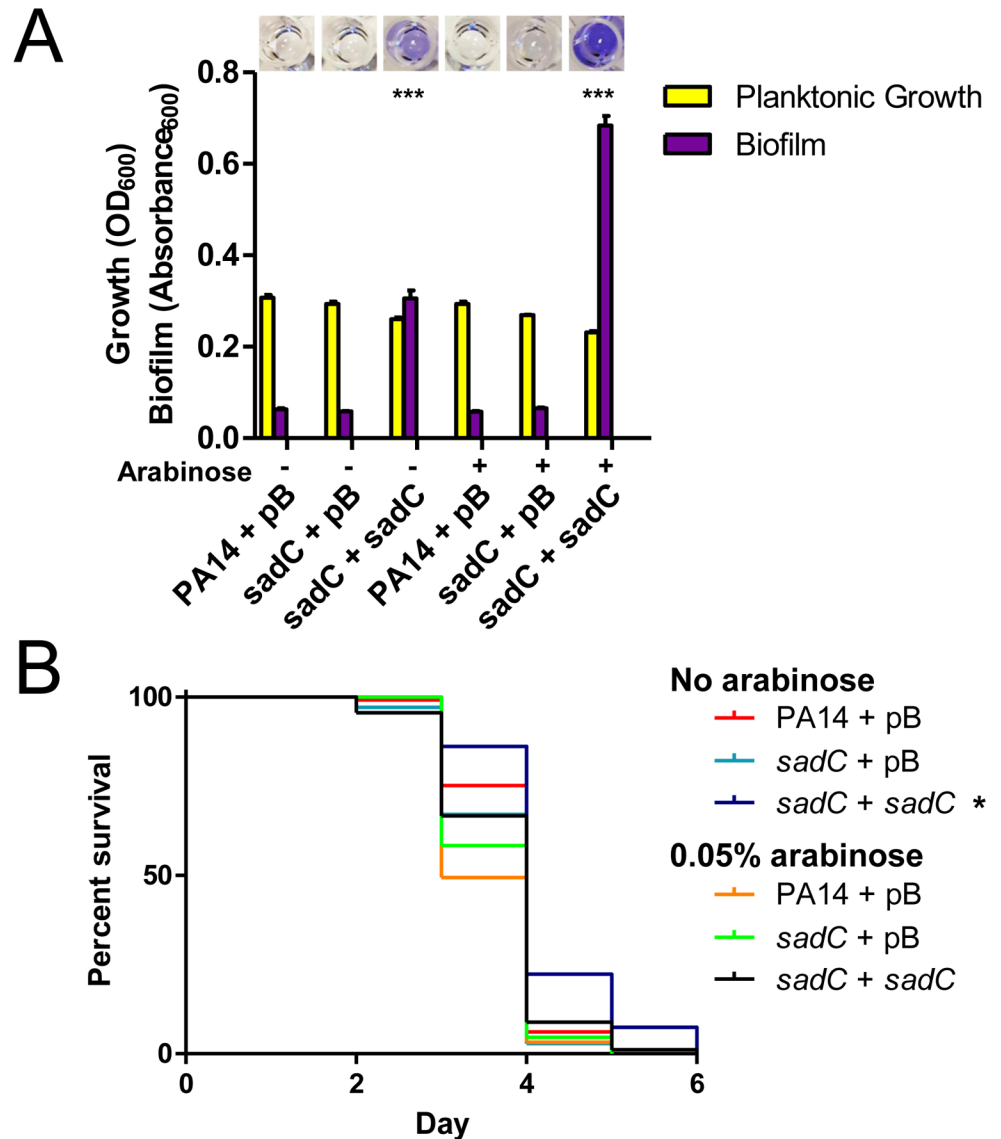 A
*** ***
Planktonic Growth
Biofilm
Growth (OD600)
Biofilm (Absorbance600)
0.8
0.6
0.4
0.2
0.0
Arabinose - - - + + +
PA14 + pB
sadC + pB
sadC + sadC
PA14 + pB
sadC + pB
sadC + sadC
B
Percent survival
100
50
0
0 2 4 6
Day
No arabinose
PA14 + pB
sadC + pB
sadC + sadC *
0.05% arabinose
PA14 + pB
sadC + pB
sadC + sadC